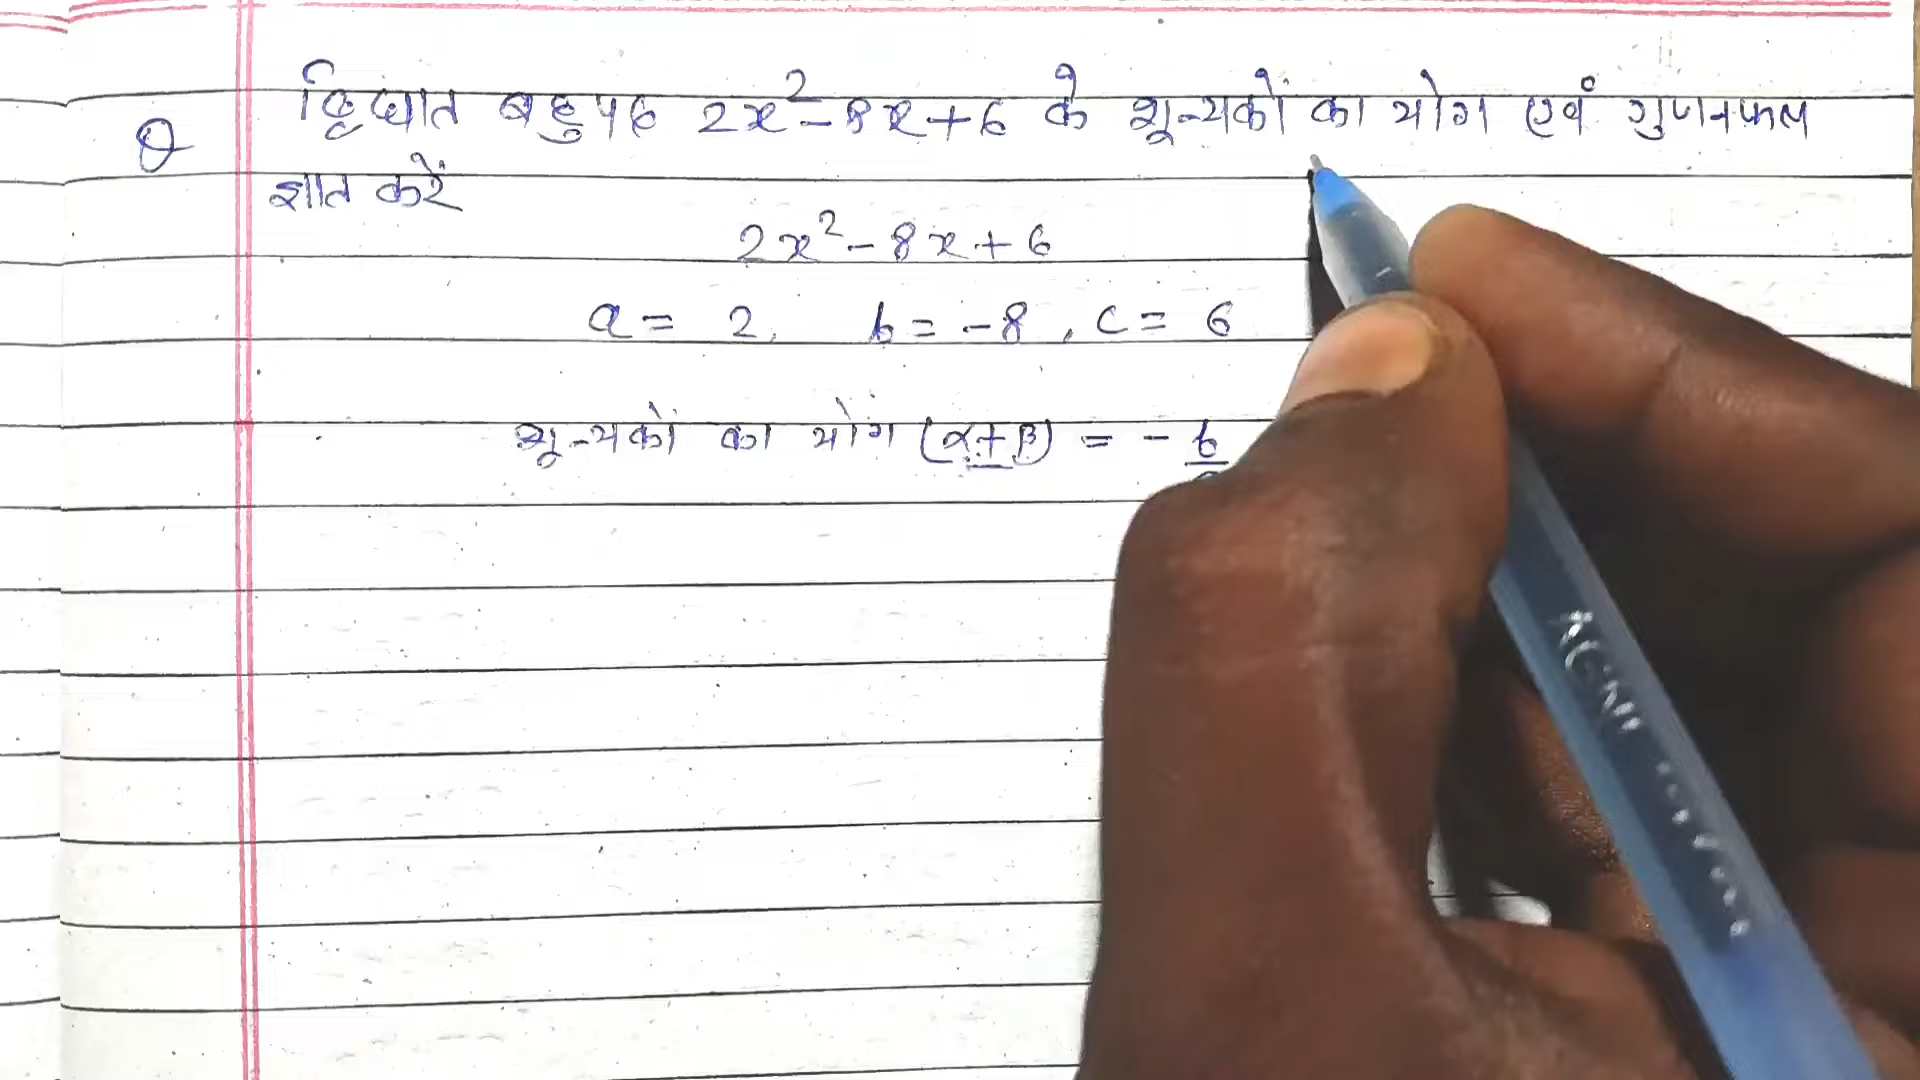 Q द्विघात बहुपद 2x²-8x+6 के शून्यकों का योग एवं गुणनफल
ज्ञात करें
2x²-8x+6
a = 2, b = -8, c = 6
शून्यकों का योग (α+β) = - b